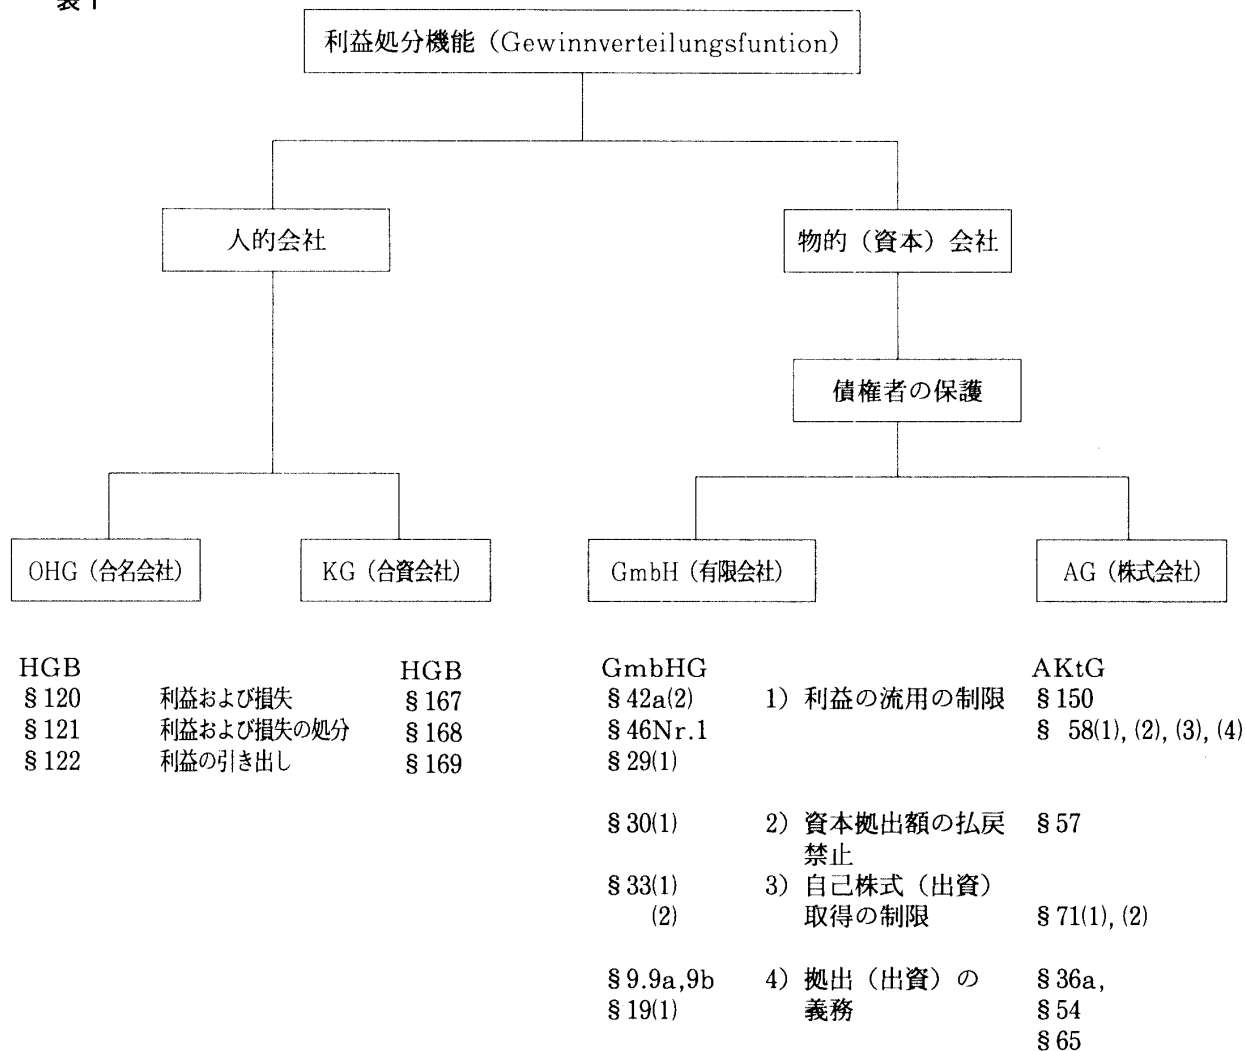 表1
利益処分機能（Gewinnverteilungsfuntion）
人的会社
物的（資本）会社
債権者の保護
OHG（合名会社）
KG（合資会社）
GmbH（有限会社）
AG（株式会社）
HGB HGB
§120 利益および損失 §167
§121 利益および損失の処分 §168
§122 利益の引き出し §169
GmbHG AKtG
§42a(2) 1) 利益の流用の制限 §150
§46Nr.1 § 58(1), (2), (3), (4)
§29(1)
§30(1) 2) 資本拠出額の払戻 §57
禁止
§33(1) 3) 自己株式（出資）
(2) 取得の制限 §71(1), (2)
§9.9a,9b 4) 拠出（出資）の §36a,
§19(1) 義務 §54
§65